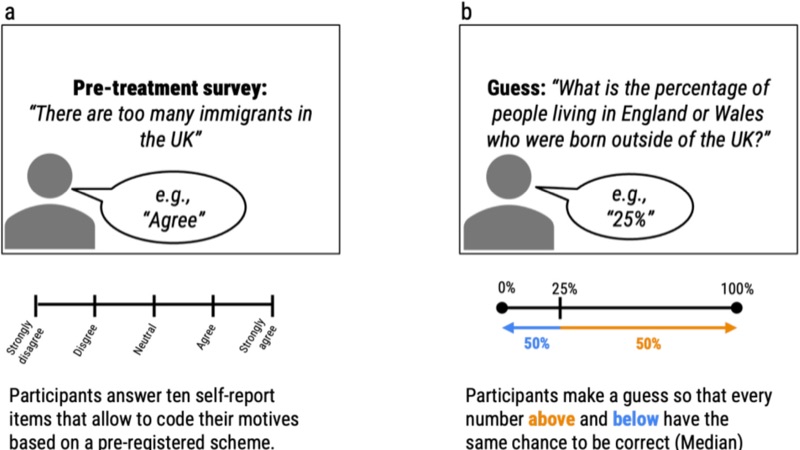 a
Pre-treatment survey:
“There are too many immigrants in
the UK”
e.g.,
“Agree”
Strongly
disagree
Disgree
Neutral
Agree
Strongly
agree
Participants answer ten self-report
items that allow to code their motives
based on a pre-registered scheme.
b
Guess: “What is the percentage of
people living in England or Wales
who were born outside of the UK?”
e.g.,
“25%”
0% 25% 100%
50% 50%
Participants make a guess so that every
number above and below have the
same chance to be correct (Median)